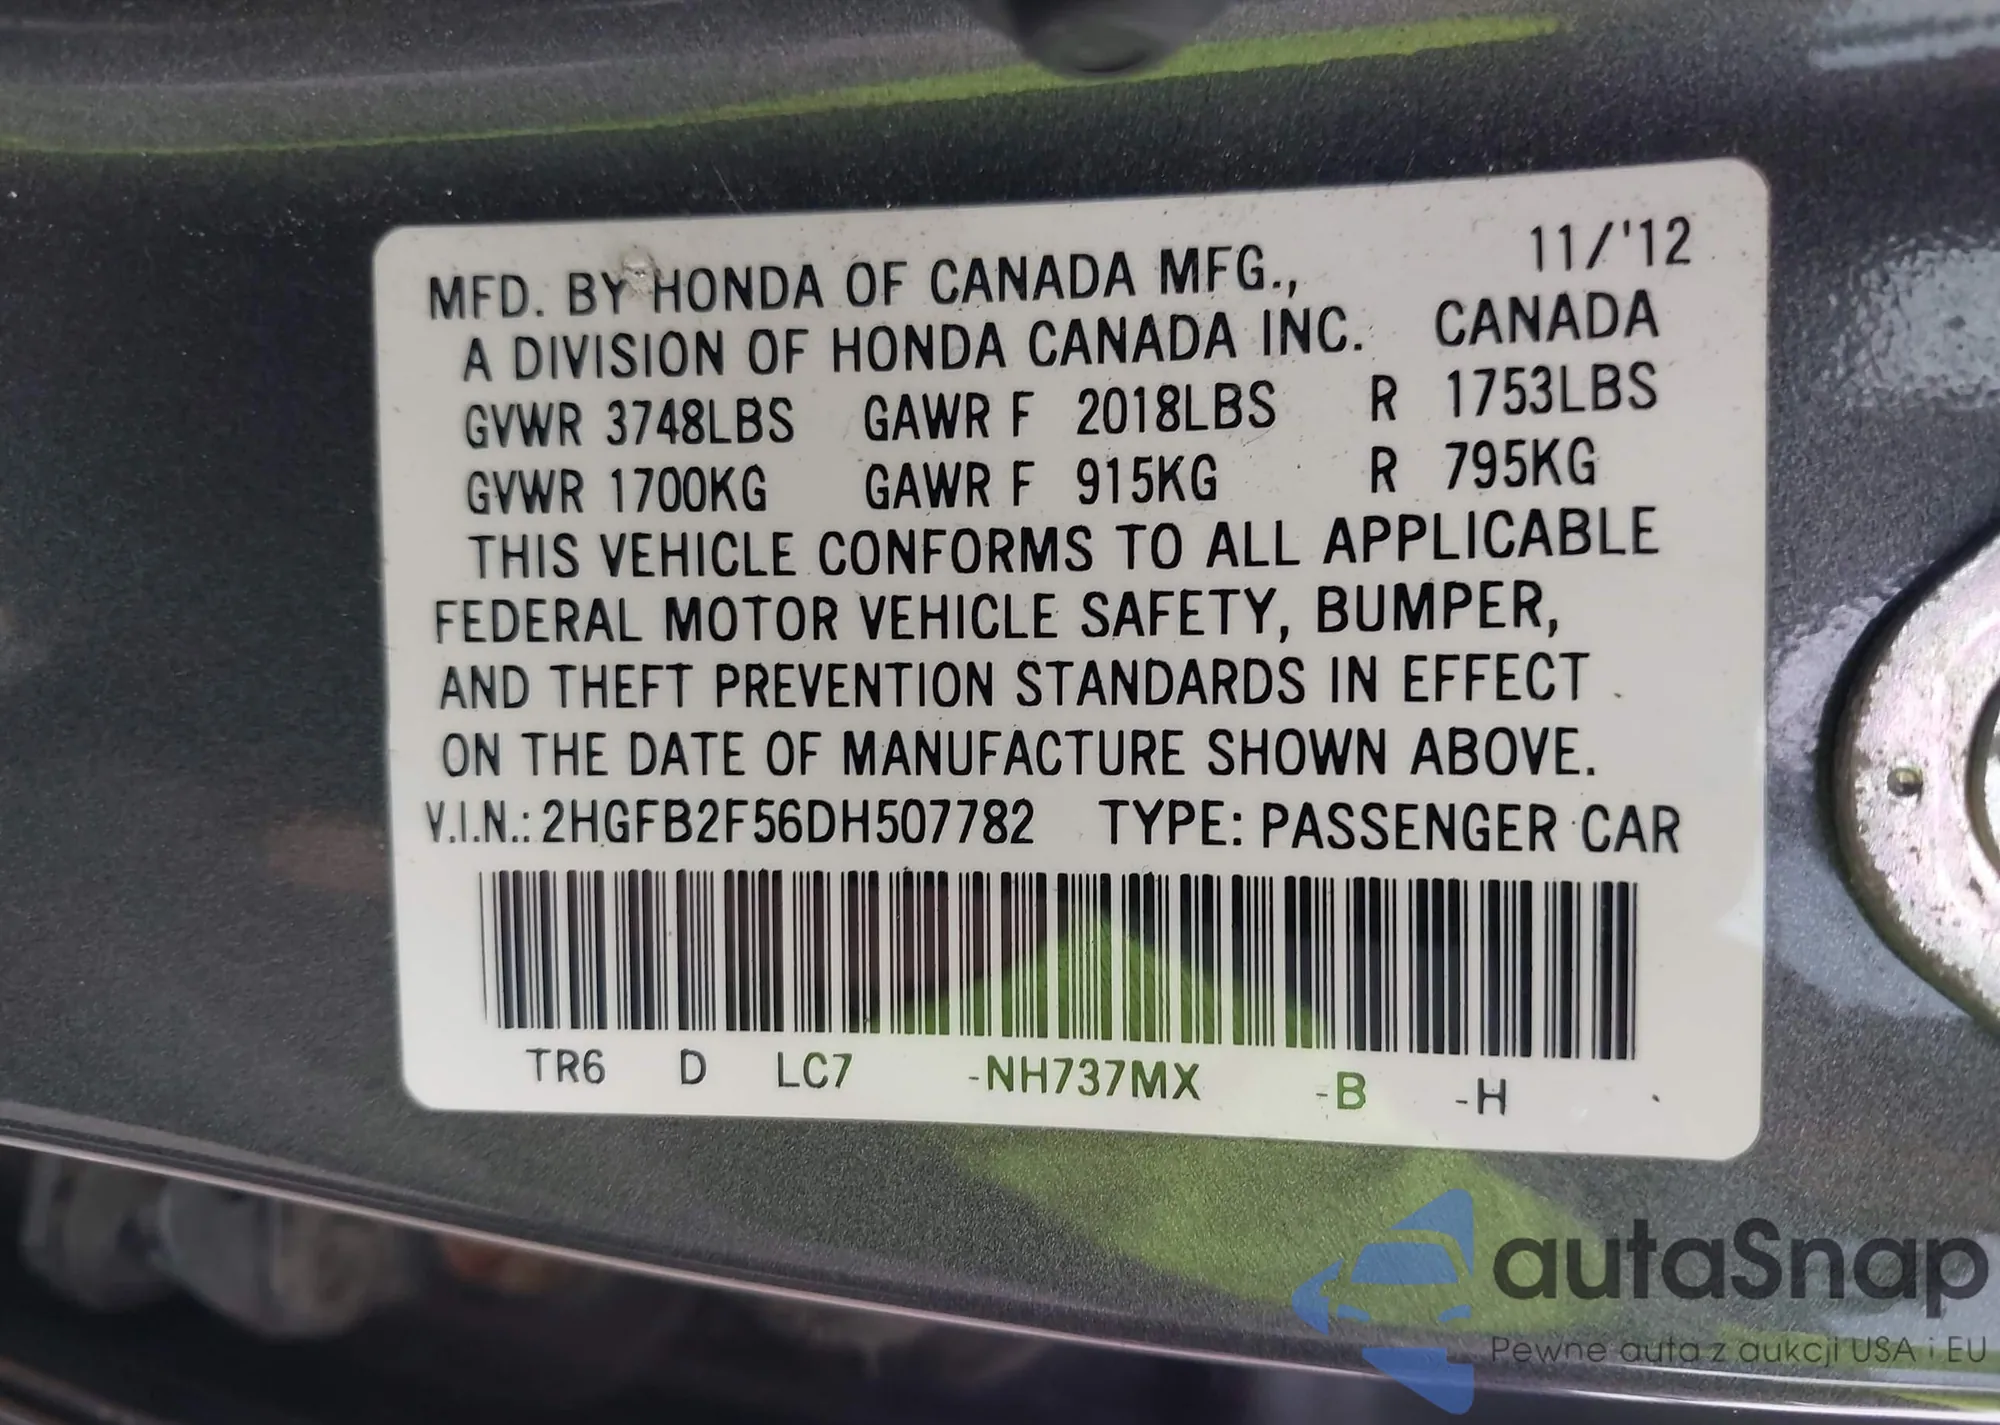 11/'12
MFD. BY HONDA OF CANADA MFG.,
A DIVISION OF HONDA CANADA INC. CANADA
GVWR 3748LBS GAWR F 2018LBS R 1753LBS
GVWR 1700KG GAWR F 915KG R 795KG
THIS VEHICLE CONFORMS TO ALL APPLICABLE
FEDERAL MOTOR VEHICLE SAFETY, BUMPER,
AND THEFT PREVENTION STANDARDS IN EFFECT
ON THE DATE OF MANUFACTURE SHOWN ABOVE.
V.I.N.: 2HGFB2F56DH507782 TYPE: PASSENGER CAR
TR6 D LC7 -NH737MX -B -H
autaSnap
Pewne auta z aukcji USA i EU